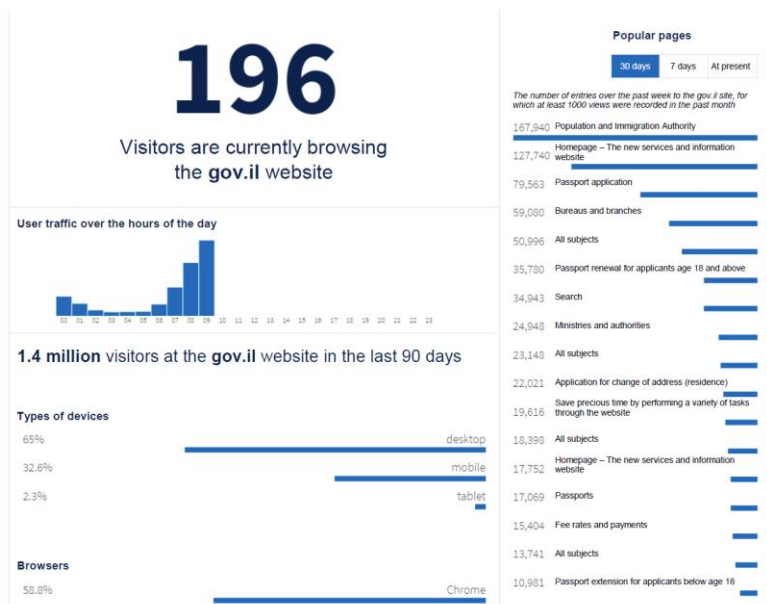 196
Visitors are currently browsing
the gov.il website
User traffic over the hours of the day
00 01 02 03 04 05 06 07 08 09 10 11 12 13 14 15 16 17 18 19 20 21 22 23
1.4 million visitors at the gov.il website in the last 90 days
Types of devices
65% desktop
32.6% mobile
2.3% tablet
Browsers
58.8% Chrome
Popular pages
30 days 7 days At present
The number of entries over the past week to the gov.il site, for
which at least 1000 views were recorded in the past month
167,940 Population and Immigration Authority
127,740 Homepage – The new services and information
website
79,563 Passport application
59,080 Bureaus and branches
50,996 All subjects
35,780 Passport renewal for applicants age 18 and above
34,943 Search
24,948 Ministries and authorities
23,148 All subjects
22,021 Application for change of address (residence)
19,616 Save precious time by performing a variety of tasks
through the website
18,398 All subjects
17,752 Homepage – The new services and information
website
17,069 Passports
15,404 Fee rates and payments
13,741 All subjects
10,981 Passport extension for applicants below age 18